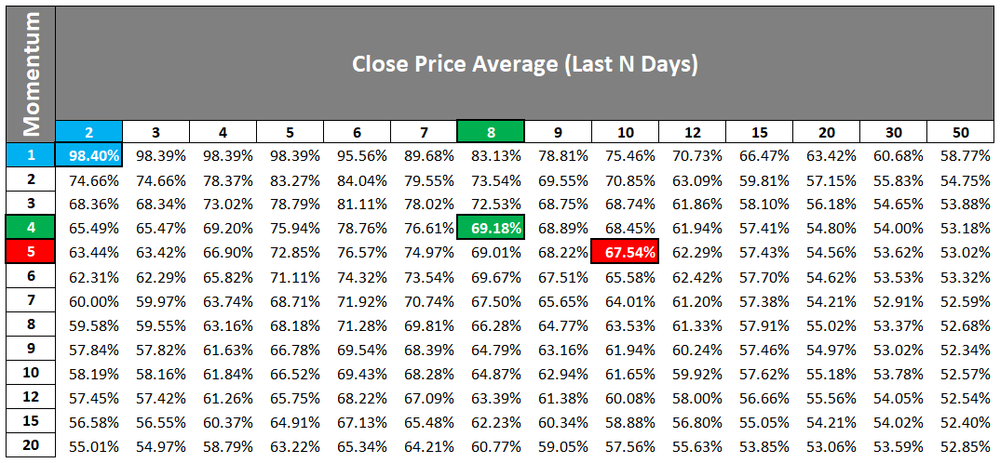 Momentum
Close Price Average (Last N Days)
2 3 4 5 6 7 8 9 10 12 15 20 30 50
1 98.40% 98.39% 98.39% 98.39% 95.56% 89.68% 83.13% 78.81% 75.46% 70.73% 66.47% 63.42% 60.68% 58.77%
2 74.66% 74.66% 78.37% 83.27% 84.04% 79.55% 73.54% 69.55% 70.85% 63.09% 59.81% 57.15% 55.83% 54.75%
3 68.36% 68.34% 73.02% 78.79% 81.11% 78.02% 72.53% 68.75% 68.74% 61.86% 58.10% 56.18% 54.65% 53.88%
4 65.49% 65.47% 69.20% 75.94% 78.76% 76.61% 69.18% 68.89% 68.45% 61.94% 57.41% 54.80% 54.00% 53.18%
5 63.44% 63.42% 66.90% 72.85% 76.57% 74.97% 69.01% 68.22% 67.54% 62.29% 57.43% 54.56% 53.62% 53.02%
6 62.31% 62.29% 65.82% 71.11% 74.32% 73.54% 69.67% 67.51% 65.58% 62.42% 57.70% 54.62% 53.53% 53.32%
7 60.00% 59.97% 63.74% 68.71% 71.92% 70.74% 67.50% 65.65% 64.01% 61.20% 57.38% 54.21% 52.91% 52.59%
8 59.58% 59.55% 63.16% 68.18% 71.28% 69.81% 66.28% 64.77% 63.53% 61.33% 57.91% 55.02% 53.37% 52.68%
9 57.84% 57.82% 61.63% 66.78% 69.54% 68.39% 64.79% 63.16% 61.94% 60.24% 57.46% 54.97% 53.02% 52.34%
10 58.19% 58.16% 61.84% 66.52% 69.43% 68.28% 64.87% 62.94% 61.65% 59.92% 57.62% 55.18% 53.78% 52.57%
12 57.45% 57.42% 61.26% 65.75% 68.22% 67.09% 63.39% 61.38% 60.08% 58.00% 56.66% 55.56% 54.05% 52.54%
15 56.58% 56.55% 60.37% 64.91% 67.13% 65.48% 62.23% 60.34% 58.88% 56.80% 55.05% 54.21% 54.02% 52.40%
20 55.01% 54.97% 58.79% 63.22% 65.34% 64.21% 60.77% 59.05% 57.56% 55.63% 53.85% 53.06% 53.59% 52.85%